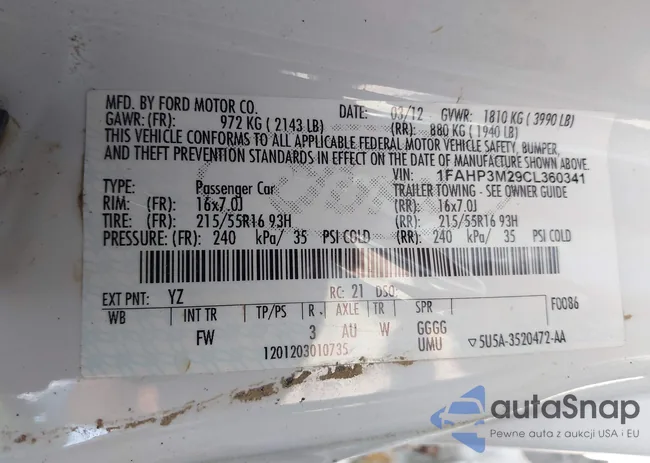 MFD. BY FORD MOTOR CO. DATE: 03/12 GVWR: 1810 KG (3990 LB)
GAWR: (FR): 972 KG (2143 LB) (RR): 880 KG (1940 LB)
THIS VEHICLE CONFORMS TO ALL APPLICABLE FEDERAL MOTOR VEHICLE SAFETY, BUMPER,
AND THEFT PREVENTION STANDARDS IN EFFECT ON THE DATE OF MANUFACTURE SHOWN ABOVE.
VIN: 1FAHP3M29CL360341
TYPE: Passenger Car TRAILER TOWING - SEE OWNER GUIDE
RIM: (FR): 16x7.0J (RR): 16x7.0J
TIRE: (FR): 215/55R16 93H (RR): 215/55R16 93H
PRESSURE: (FR): 240 kPa/ 35 PSI COLD (RR): 240 kPa/ 35 PSI COLD
EXT PNT: YZ RC: 21 DSO: F0086
WB INT TR TP/PS R. AXLE TR SPR
FW 3 AU W GGGG
1201203010735 UMU ▽5U5A-3520472-AA
autaSnap
Pewne auta z aukcji USA i EU